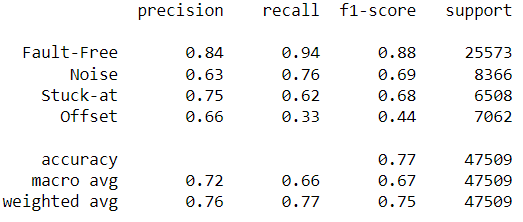 precision recall f1-score support
Fault-Free 0.84 0.94 0.88 25573
Noise 0.63 0.76 0.69 8366
Stuck-at 0.75 0.62 0.68 6508
Offset 0.66 0.33 0.44 7062
accuracy 0.77 47509
macro avg 0.72 0.66 0.67 47509
weighted avg 0.76 0.77 0.75 47509